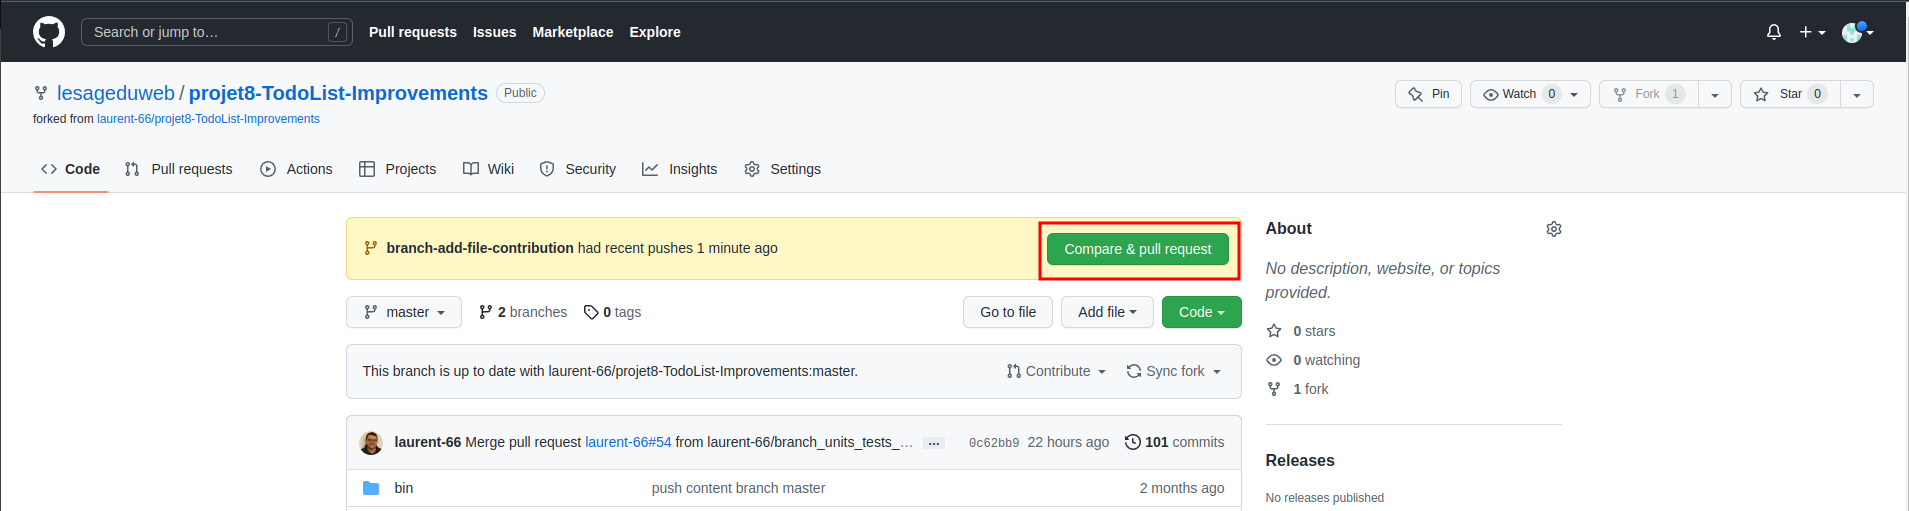 Search or jump to… /
Pull requests Issues Marketplace Explore
lesageduweb / projet8-TodoList-Improvements Public
Pin Watch 0 Fork 1 Star 0
forked from laurent-66/projet8-TodoList-Improvements
Code Pull requests Actions Projects Wiki Security Insights Settings
branch-add-file-contribution had recent pushes 1 minute ago Compare & pull request
master 2 branches 0 tags Go to file Add file Code
This branch is up to date with laurent-66/projet8-TodoList-Improvements:master. Contribute Sync fork
laurent-66 Merge pull request laurent-66#54 from laurent-66/branch_units_tests_… … 0c62bb9 22 hours ago 101 commits
bin push content branch master 2 months ago
About
No description, website, or topics
provided.
0 stars
0 watching
1 fork
Releases
No releases published